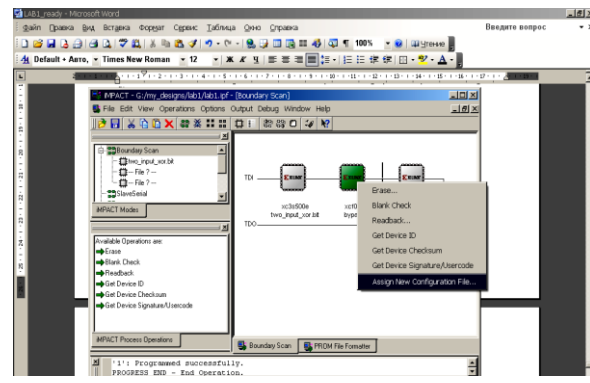 LAB1_ready - Microsoft Word
Файл Правка Вид Вставка Формат Сервис Таблица Окно Справка
Введите вопрос
100% Чтение
Default + Авто, Times New Roman 12 Ж К Ч
iMPACT - G:/my_designs/lab1/lab1.ipf - [Boundary Scan]
File Edit View Operations Options Output Debug Window Help
Boundary Scan
two_input_xor.bit
-- File ? --
-- File ? --
SlaveSerial
iMPACT Modes
Available Operations are:
Erase
Blank Check
Readback
Get Device ID
Get Device Checksum
Get Device Signature/Usercode
iMPACT Process Operations
TDI
xc3s500e
two_input_xor.bit
xcf0
bypa
TDO
Erase...
Blank Check
Readback...
Get Device ID
Get Device Checksum
Get Device Signature/Usercode
Assign New Configuration File...
Boundary Scan PROM File Formatter
'1': Programmed successfully.
PROGRESS END - End Operation.